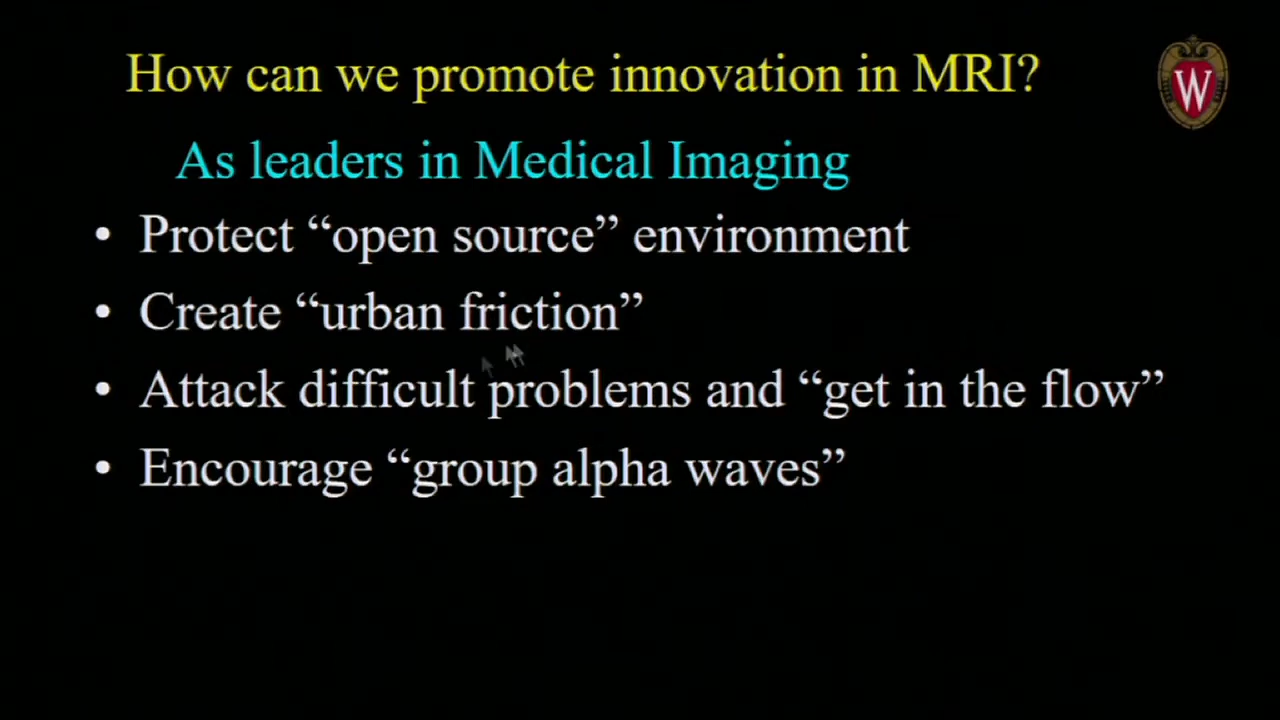 How can we promote innovation in MRI?
W
As leaders in Medical Imaging
• Protect “open source” environment
• Create “urban friction”
• Attack difficult problems and “get in the flow”
• Encourage “group alpha waves”